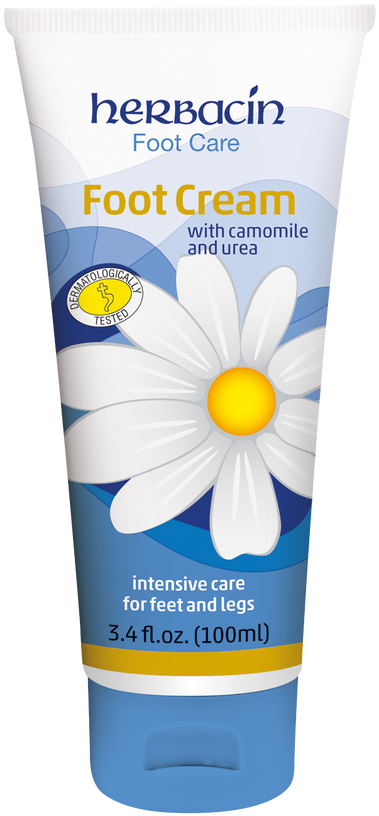 herbacin
Foot Care
Foot Cream
with camomile
and urea
DERMATOLOGICALLY
TESTED
intensive care
for feet and legs
3.4 fl.oz. (100ml)